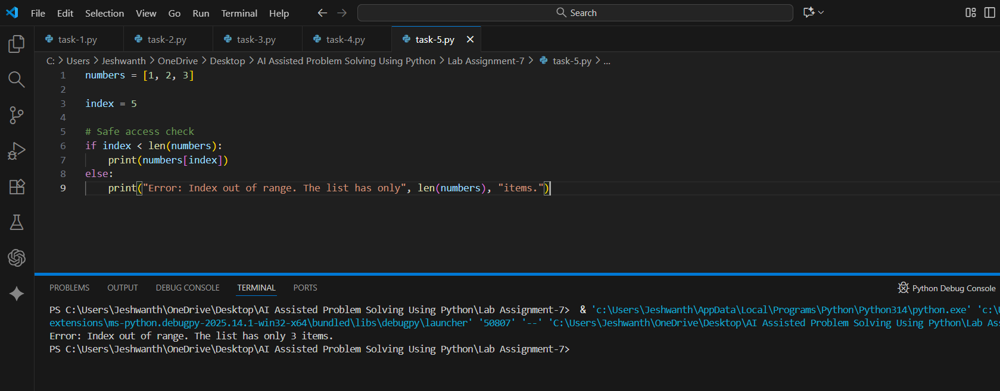 File Edit Selection View Go Run Terminal Help Search
task-1.py task-2.py task-3.py task-4.py task-5.py
C: > Users > Jeshwanth > OneDrive > Desktop > AI Assisted Problem Solving Using Python > Lab Assignment-7 > task-5.py > ...
1 numbers = [1, 2, 3]
2
3 index = 5
4
5 # Safe access check
6 if index < len(numbers):
7     print(numbers[index])
8 else:
9     print("Error: Index out of range. The list has only", len(numbers), "items.")
PROBLEMS OUTPUT DEBUG CONSOLE TERMINAL PORTS Python Debug Console
PS C:\Users\Jeshwanth\OneDrive\Desktop\AI Assisted Problem Solving Using Python\Lab Assignment-7>  & 'c:\Users\Jeshwanth\AppData\Local\Programs\Python\Python314\python.exe' 'c:\
extensions\ms-python.debugpy-2025.14.1-win32-x64\bundled\libs\debugpy\launcher' '50807' '--' 'C:\Users\Jeshwanth\OneDrive\Desktop\AI Assisted Problem Solving Using Python\Lab As
Error: Index out of range. The list has only 3 items.
PS C:\Users\Jeshwanth\OneDrive\Desktop\AI Assisted Problem Solving Using Python\Lab Assignment-7>